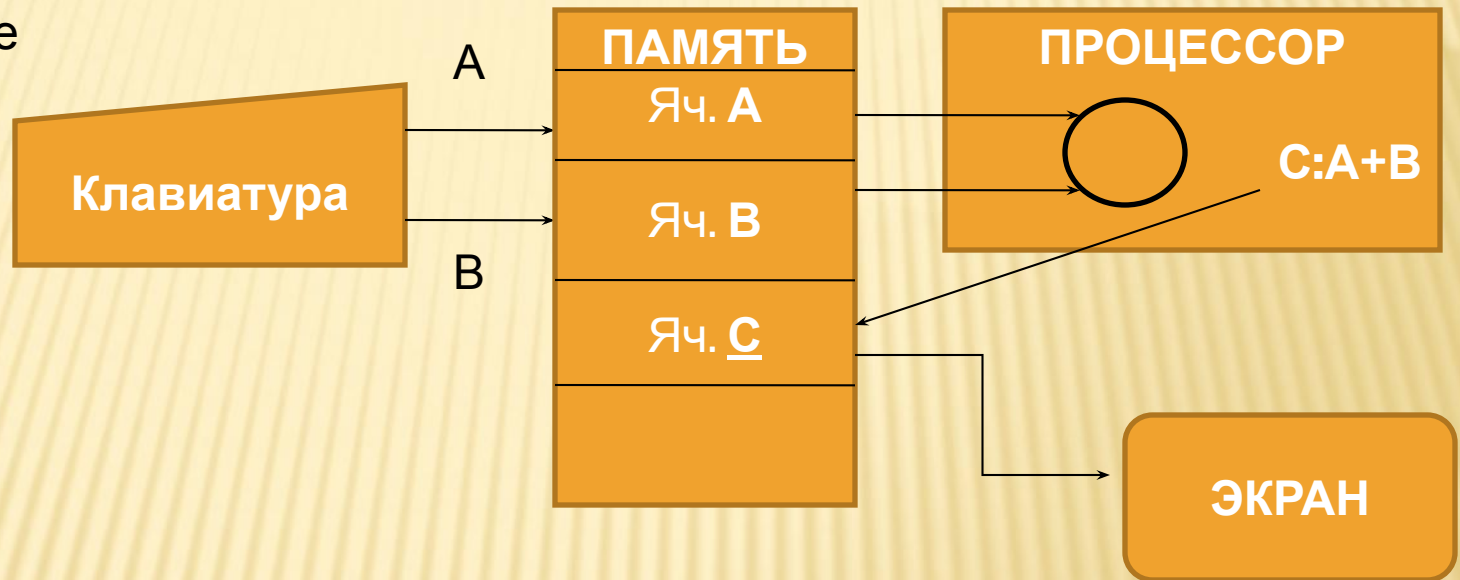 е
A
B
Клавиатура
ПАМЯТЬ
Яч. А
Яч. В
Яч. С
ПРОЦЕССОР
С:А+В
ЭКРАН